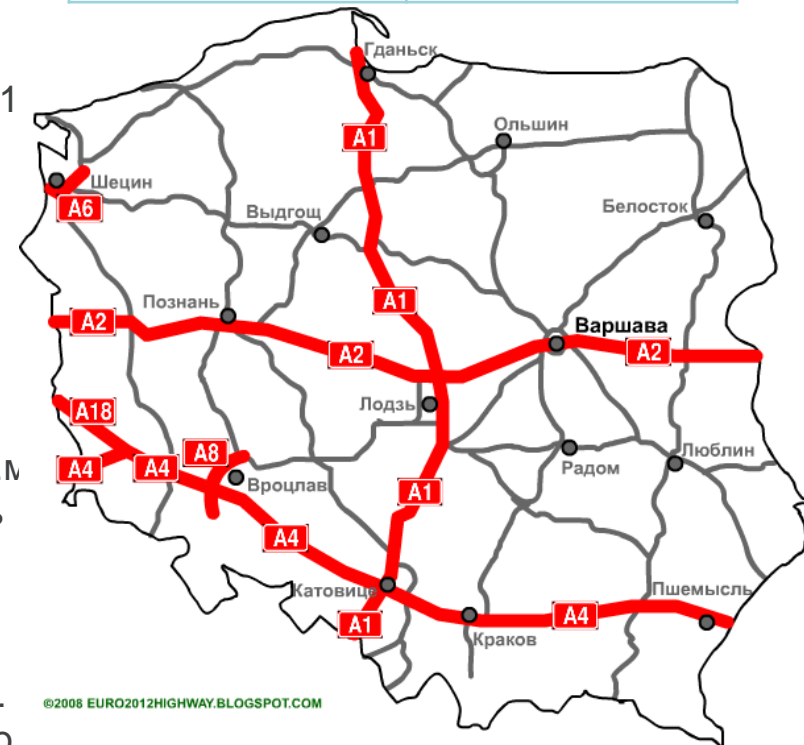 Гданьск
1
A1
Ольшин
Шецин
A6
Выдгощ
Белосток
A1
Познань
A2
Варшава
A2
A2
Лодзь
A18
A8
Люблин
A4
A4
Радом
Вроцлав
A1
A4
Катовице
Пшемысль
A4
A1
Краков
©2008 EURO2012HIGHWAY.BLOGSPOT.COM